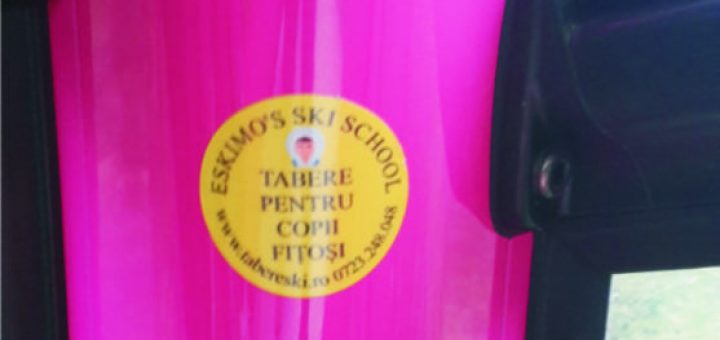 ESKIMO'S SKI SCHOOL
TABERE
PENTRU
COPII
FIȚOȘI
www.tabereski.ro 0723.248.048